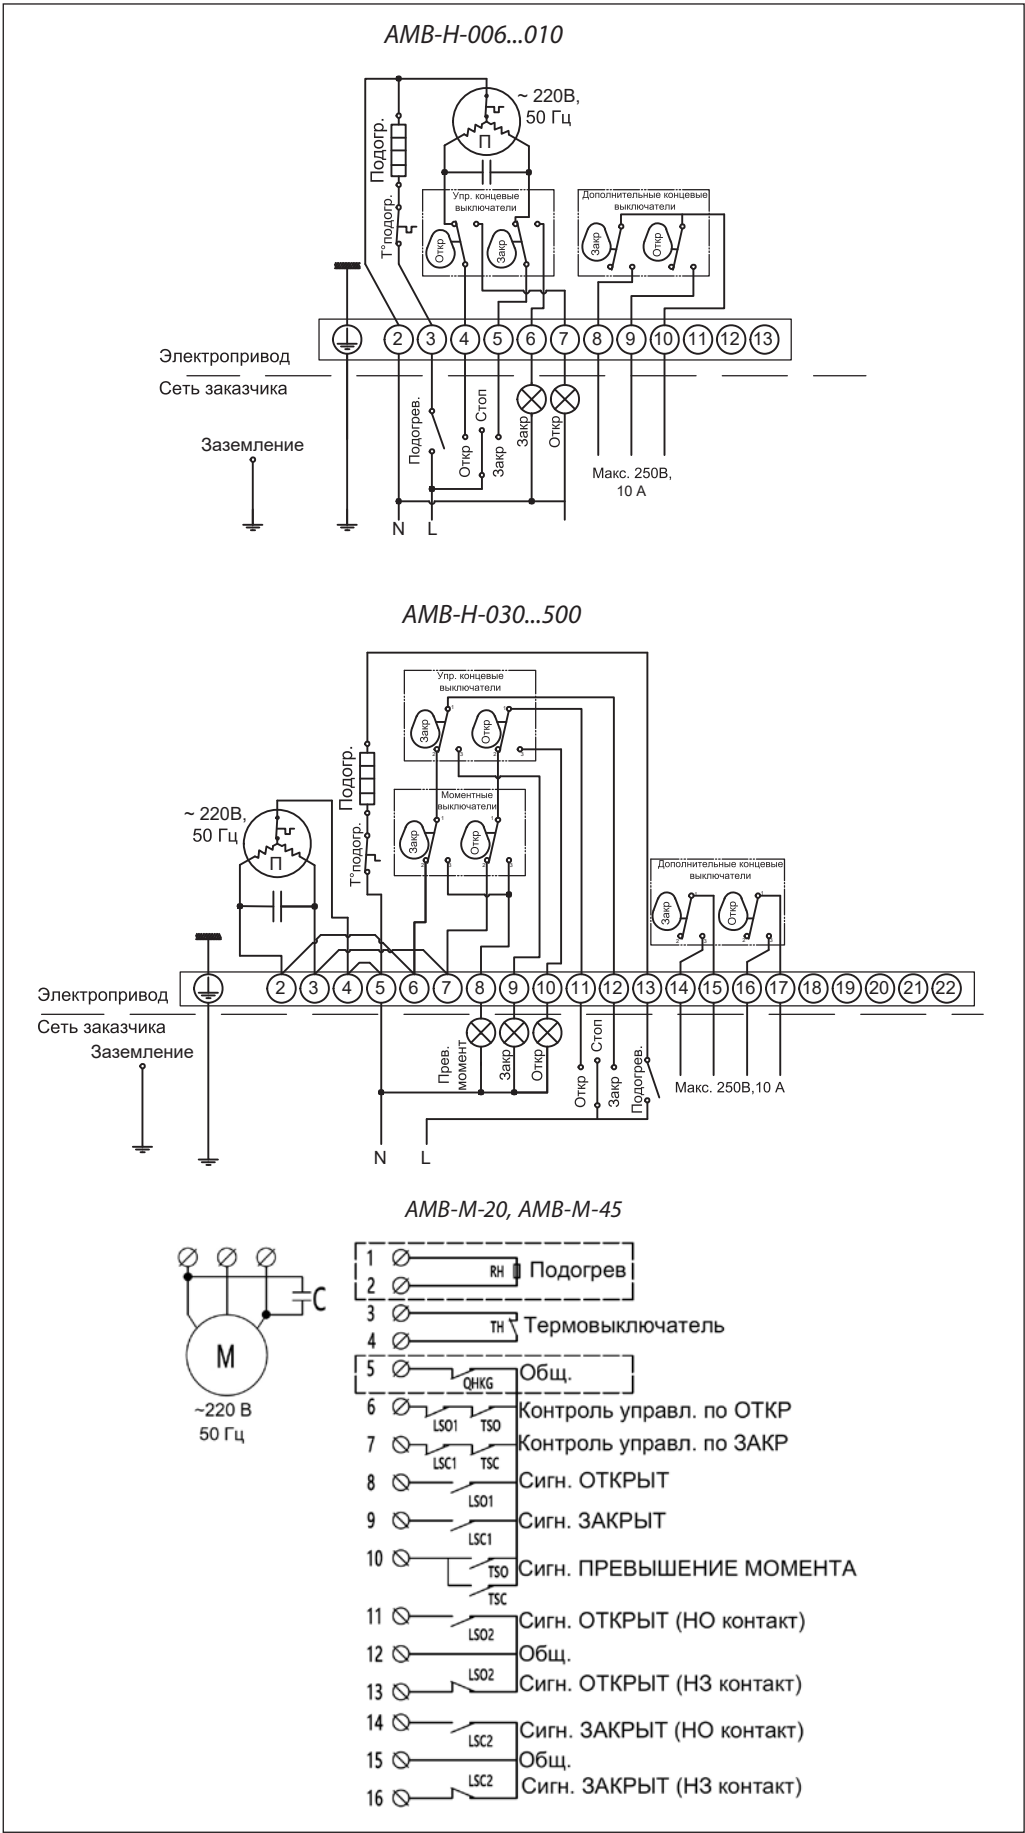 AMB-H-006...010
~ 220В,
50 Гц
Подогр.
П
Т°подогр.
Упр. концевые
выключатели
Откр
Закр
Дополнительные концевые
выключатели
Закр
Откр
2 3 4 5 6 7 8 9 10 11 12 13
Электропривод
Сеть заказчика
Заземление
Подогрев.
Откр
Стоп
Закр
Закр
Откр
Макс. 250В,
10 А
N L
AMB-H-030...500
Упр. концевые
выключатели
Закр
Откр
Подогр.
Т°подогр.
~ 220В,
50 Гц
П
Моментные
выключатели
Закр
Откр
Дополнительные концевые
выключатели
Закр
Откр
2 3 4 5 6 7 8 9 10 11 12 13 14 15 16 17 18 19 20 21 22
Электропривод
Сеть заказчика
Заземление
Прев.
момент
Закр
Откр
Откр
Стоп
Закр
Подогрев.
Макс. 250В,10 А
N L
AMB-M-20, AMB-M-45
C
M
~220 В
50 Гц
1
RH Подогрев
2
3
TH Термовыключатель
4
5 QHKG Общ.
6 LSO1 TSO Контроль управл. по ОТКР
7 LSC1 TSC Контроль управл. по ЗАКР
8 LSO1 Сигн. ОТКРЫТ
9 LSC1 Сигн. ЗАКРЫТ
10 TSO Сигн. ПРЕВЫШЕНИЕ МОМЕНТА
TSC
11 LSO2 Сигн. ОТКРЫТ (НО контакт)
12 Общ.
13 LSO2 Сигн. ОТКРЫТ (НЗ контакт)
14 LSC2 Сигн. ЗАКРЫТ (НО контакт)
15 Общ.
16 LSC2 Сигн. ЗАКРЫТ (НЗ контакт)